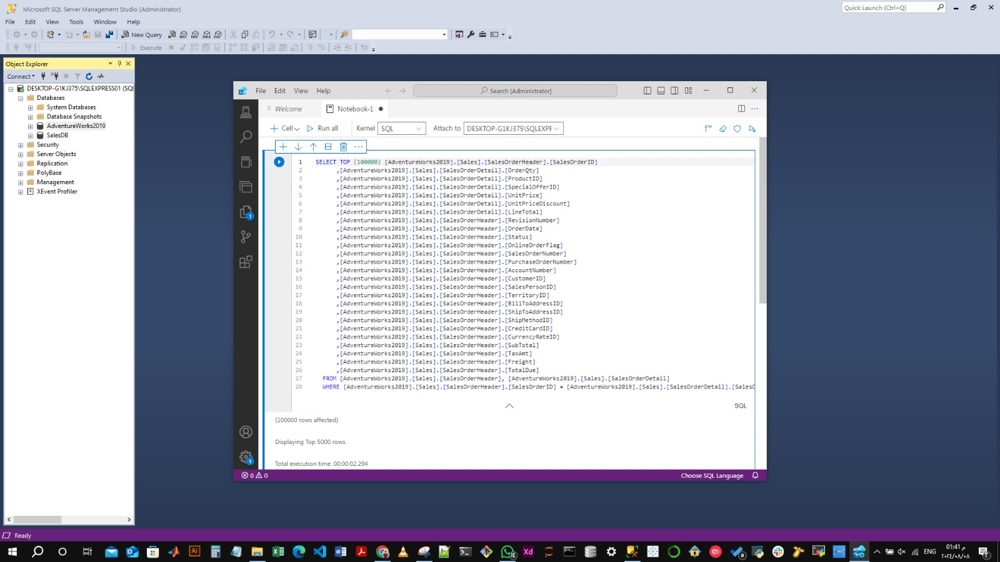 Microsoft SQL Server Management Studio (Administrator)
Quick Launch (Ctrl+Q)
File Edit View Tools Window Help
New Query
Execute
Object Explorer
Connect
DESKTOP-G1KJ375\SQLEXPRESS01 (SQL
Databases
System Databases
Database Snapshots
AdventureWorks2019
SalesDB
Security
Server Objects
Replication
PolyBase
Management
XEvent Profiler
File Edit View Help
Search [Administrator]
Welcome
Notebook-1
Cell Run all Kernel SQL Attach to DESKTOP-G1KJ375\SQLEXPF
1 SELECT TOP (100000) [AdventureWorks2019].[Sales].[SalesOrderHeader].[SalesOrderID]
2 ,[AdventureWorks2019].[Sales].[SalesOrderDetail].[OrderQty]
3 ,[AdventureWorks2019].[Sales].[SalesOrderDetail].[ProductID]
4 ,[AdventureWorks2019].[Sales].[SalesOrderDetail].[SpecialOfferID]
5 ,[AdventureWorks2019].[Sales].[SalesOrderDetail].[UnitPrice]
6 ,[AdventureWorks2019].[Sales].[SalesOrderDetail].[UnitPriceDiscount]
7 ,[AdventureWorks2019].[Sales].[SalesOrderDetail].[LineTotal]
8 ,[AdventureWorks2019].[Sales].[SalesOrderHeader].[RevisionNumber]
9 ,[AdventureWorks2019].[Sales].[SalesOrderHeader].[OrderDate]
10 ,[AdventureWorks2019].[Sales].[SalesOrderHeader].[Status]
11 ,[AdventureWorks2019].[Sales].[SalesOrderHeader].[OnlineOrderFlag]
12 ,[AdventureWorks2019].[Sales].[SalesOrderHeader].[SalesOrderNumber]
13 ,[AdventureWorks2019].[Sales].[SalesOrderHeader].[PurchaseOrderNumber]
14 ,[AdventureWorks2019].[Sales].[SalesOrderHeader].[AccountNumber]
15 ,[AdventureWorks2019].[Sales].[SalesOrderHeader].[CustomerID]
16 ,[AdventureWorks2019].[Sales].[SalesOrderHeader].[SalesPersonID]
17 ,[AdventureWorks2019].[Sales].[SalesOrderHeader].[TerritoryID]
18 ,[AdventureWorks2019].[Sales].[SalesOrderHeader].[BillToAddressID]
19 ,[AdventureWorks2019].[Sales].[SalesOrderHeader].[ShipToAddressID]
20 ,[AdventureWorks2019].[Sales].[SalesOrderHeader].[ShipMethodID]
21 ,[AdventureWorks2019].[Sales].[SalesOrderHeader].[CreditCardID]
22 ,[AdventureWorks2019].[Sales].[SalesOrderHeader].[CurrencyRateID]
23 ,[AdventureWorks2019].[Sales].[SalesOrderHeader].[SubTotal]
24 ,[AdventureWorks2019].[Sales].[SalesOrderHeader].[TaxAmt]
25 ,[AdventureWorks2019].[Sales].[SalesOrderHeader].[Freight]
26 ,[AdventureWorks2019].[Sales].[SalesOrderHeader].[TotalDue]
27 FROM [AdventureWorks2019].[Sales].[SalesOrderHeader], [AdventureWorks2019].[Sales].[SalesOrderDetail]
28 WHERE [AdventureWorks2019].[Sales].[SalesOrderHeader].[SalesOrderID] = [AdventureWorks2019].[Sales].[SalesOrderDetail].[SalesO
SQL
(100000 rows affected)
Displaying Top 5000 rows.
Total execution time: 00:00:02.294
0 0
Choose SQL Language
Ready
ENG
01:41 م
٢٠٢٤/٠٨/٠٨